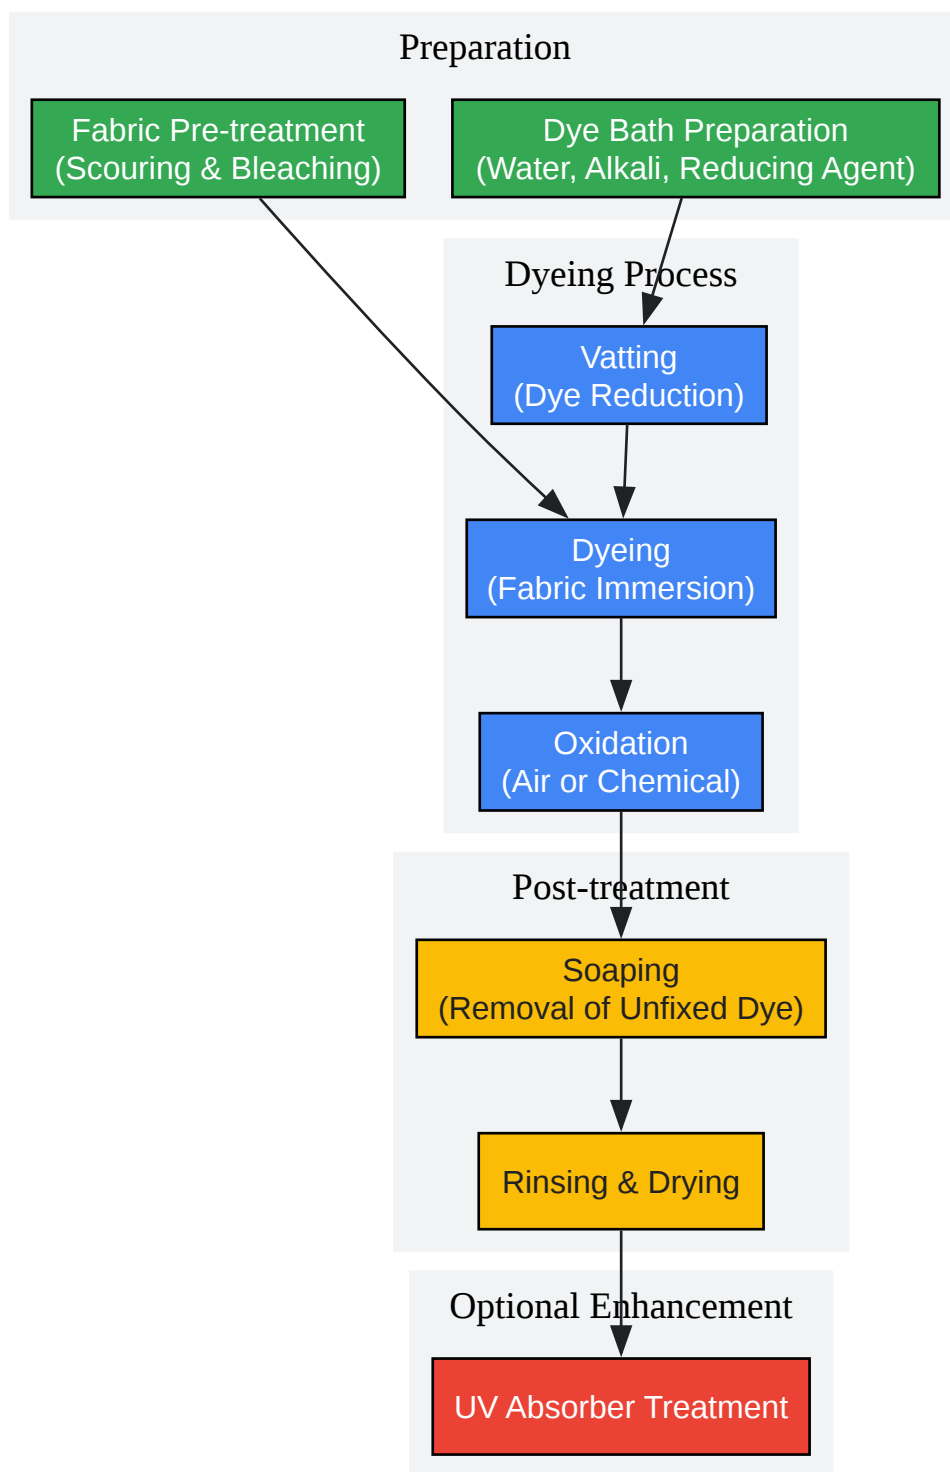 Preparation
Fabric Pre-treatment
(Scouring & Bleaching)
Dye Bath Preparation
(Water, Alkali, Reducing Agent)
Dyeing Process
Vatting
(Dye Reduction)
Dyeing
(Fabric Immersion)
Oxidation
(Air or Chemical)
Post-treatment
Soaping
(Removal of Unfixed Dye)
Rinsing & Drying
Optional Enhancement
UV Absorber Treatment